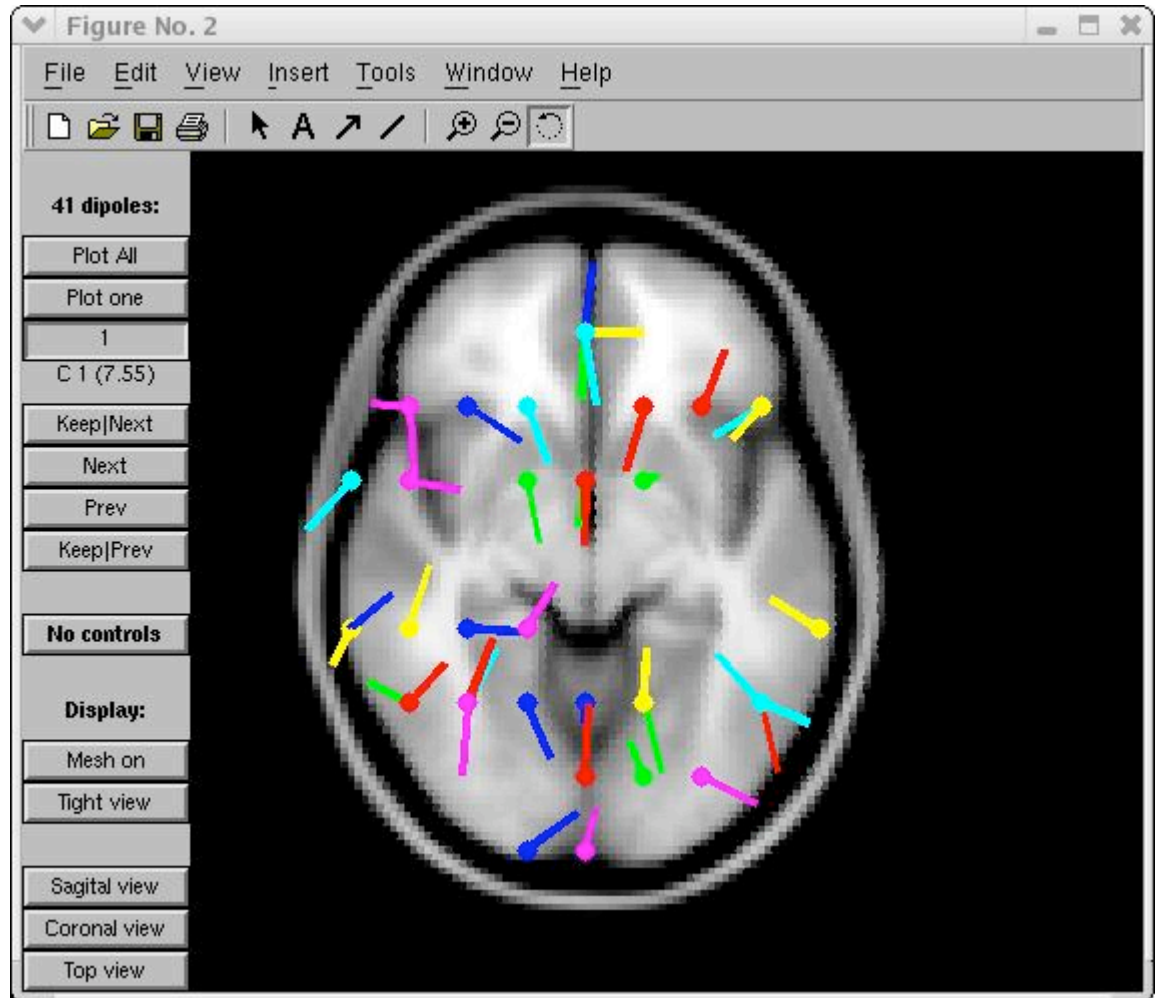 Figure No. 2
File Edit View Insert Tools Window Help
A
41 dipoles:
Plot All
Plot one
1
C 1 (7.55)
Keep|Next
Next
Prev
Keep|Prev
No controls
Display:
Mesh on
Tight view
Sagital view
Coronal view
Top view